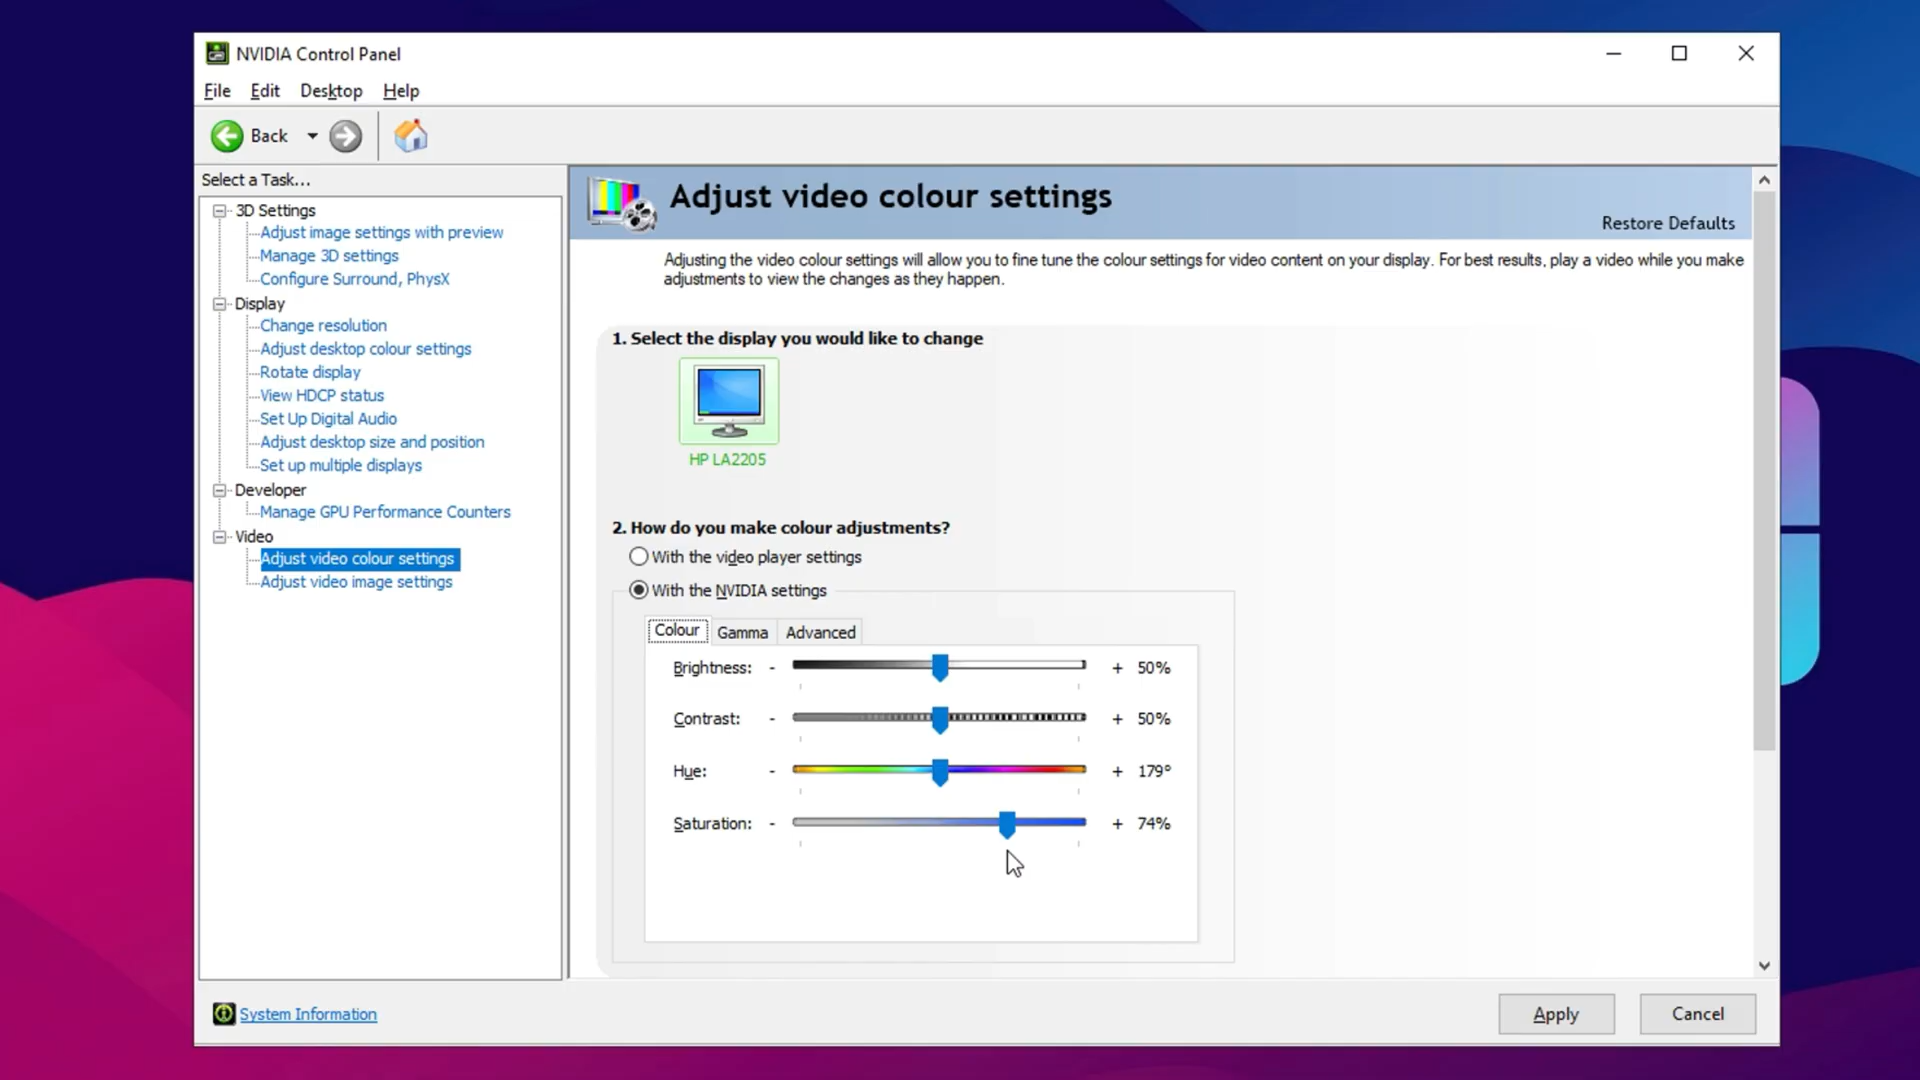 NVIDIA Control Panel
File Edit Desktop Help
Back
Select a Task...
3D Settings
Adjust image settings with preview
Manage 3D settings
Configure Surround, PhysX
Display
Change resolution
Adjust desktop colour settings
Rotate display
View HDCP status
Set Up Digital Audio
Adjust desktop size and position
Set up multiple displays
Developer
Manage GPU Performance Counters
Video
Adjust video colour settings
Adjust video image settings
System Information
Adjust video colour settings
Restore Defaults
Adjusting the video colour settings will allow you to fine tune the colour settings for video content on your display. For best results, play a video while you make
adjustments to view the changes as they happen.
1. Select the display you would like to change
HP LA2205
2. How do you make colour adjustments?
With the video player settings
With the NVIDIA settings
Colour Gamma Advanced
Brightness: - + 50%
Contrast: - + 50%
Hue: - + 179°
Saturation: - + 74%
Apply Cancel